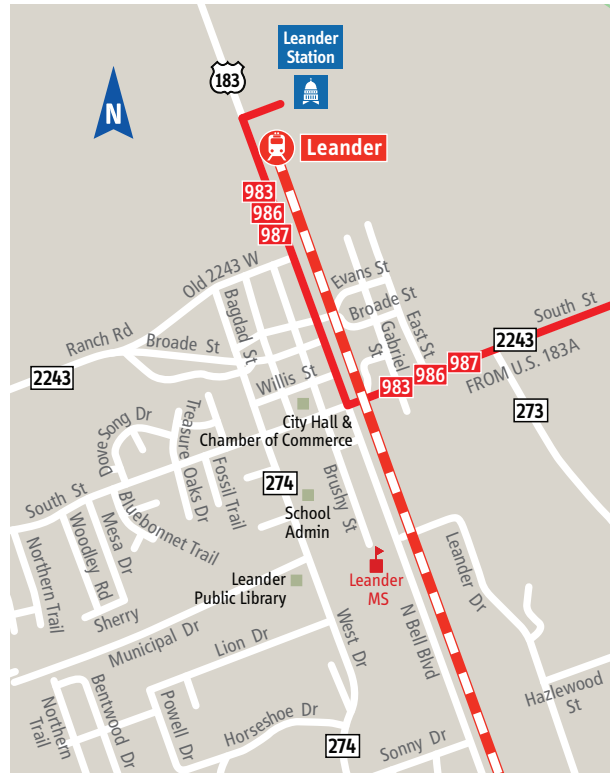 Leander
Station
183
N
Leander
983
986
987
Old 2243 W
Evans St
Bagdad St
Broade St
South St
Ranch Rd
Broade St
Gabriel
St
East St
2243
2243
987
986
983
FROM U.S. 183A
Willis St
273
City Hall &
Chamber of Commerce
Song Dr
Dove
Treasure
Oaks Dr
Fossil Trail
274
South St
Brushy St
School
Admin
Bluebonnet Trail
Mesa Dr
Woodley Rd
Northern Trail
Leander
Public Library
Leander
MS
Leander Dr
Sherry
Municipal Dr
Lion Dr
West Dr
N Bell Blvd
Hazlewood
St
Northern
Trail
Bentwood Dr
Powell Dr
Horseshoe Dr
274
Sonny Dr